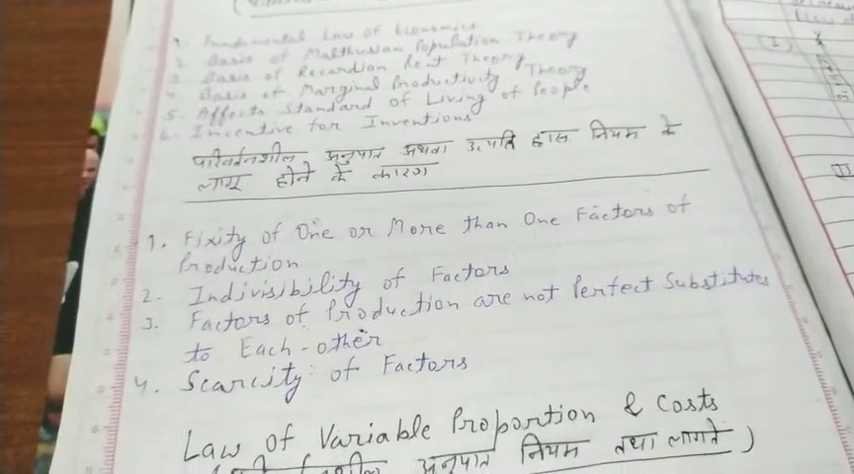 1. Fundamental Law of Economics
2. Basis of Malthusian Population Theory
3. Basis of Recardian Rent Theory
4. Basis of Marginal Productivity Theory
5. Affects Standard of Living of People
6. Incentive for Inventions
परिवर्तनशील अनुपात अथवा उत्पत्ति ह्रास नियम के
लागू होने के कारण
1. Fixity of One or More than One Factors of
Production
2. Indivisibility of Factors
3. Factors of Production are not Perfect Substitutes
to Each-other
4. Scarcity of Factors
Law of Variable Proportion & Costs
अनुपात नियम तथा लागतें)